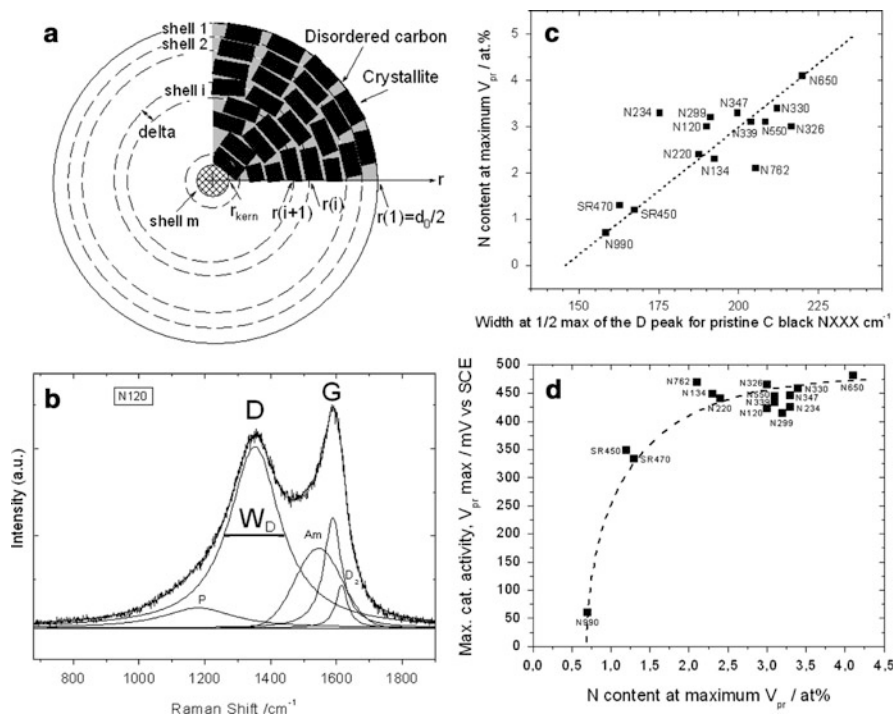 a
shell 1
shell 2
shell i
delta
shell m
Disordered carbon
Crystallite
r
r_kern
r(i+1)
r(i)
r(1)=d₀/2
c
N content at maximum V_pr / at.%
5
4
3
2
1
0
N650
N234
N299
N347
N330
N120
N339
N550
N326
N220
N134
N762
SR470
SR450
N990
150
175
200
225
Width at 1/2 max of the D peak for pristine C black NXXX cm⁻¹
b
N120
D
G
W_D
Am
D₂
P
Intensity (a.u.)
800
1000
1200
1400
1600
1800
Raman Shift /cm⁻¹
d
Max. cat. activity, V_pr max / mV vs SCE
500
450
400
350
300
250
200
150
100
50
0
N762
N326
N330
N650
N134
N550
N347
N220
N339
N120
N234
N299
SR450
SR470
N990
0,0
0,5
1,0
1,5
2,0
2,5
3,0
3,5
4,0
4,5
N content at maximum V_pr / at%